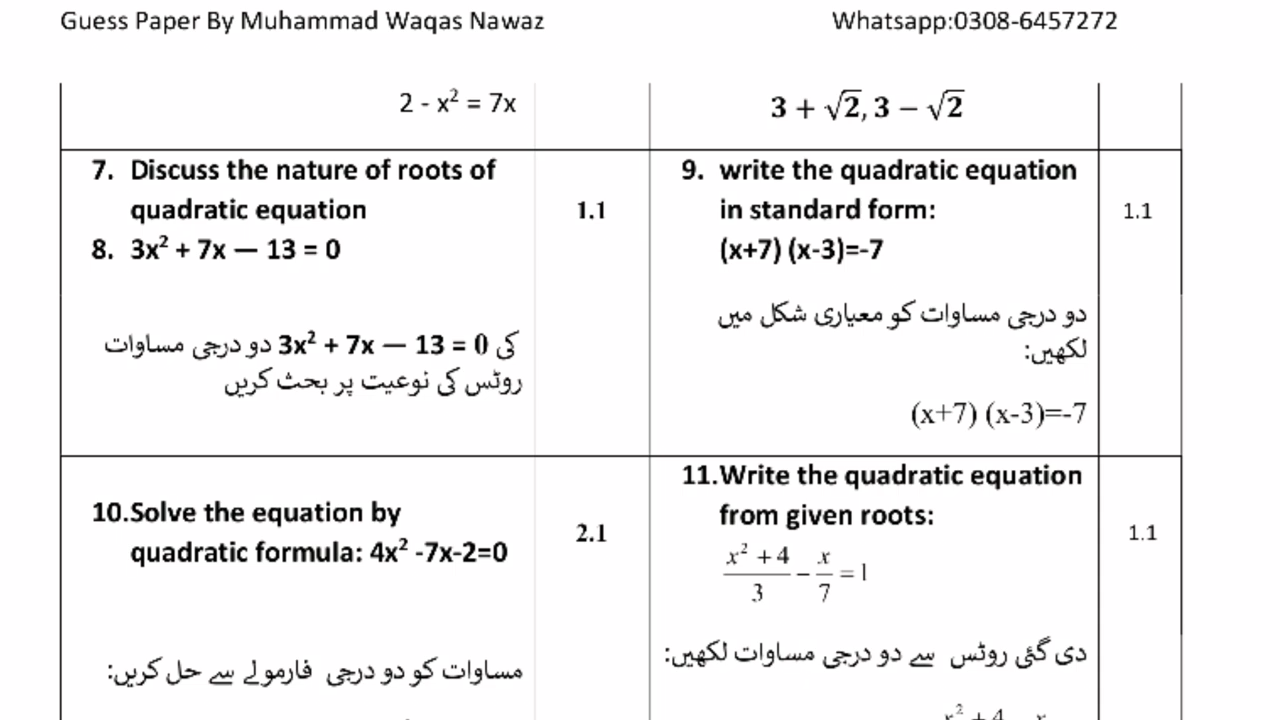 Guess Paper By Muhammad Waqas Nawaz Whatsapp:0308-6457272
2 - x² = 7x
3 + √2, 3 − √2
7. Discuss the nature of roots of
quadratic equation
8. 3x² + 7x — 13 = 0
کی 3x² + 7x — 13 = 0 دو درجی مساوات
روٹس کی نوعیت پر بحث کریں
1.1
9. write the quadratic equation
in standard form:
(x+7) (x-3)=-7
دو درجی مساوات کو معیاری شکل میں
لکھیں:
(x+7) (x-3)=-7
1.1
10.Solve the equation by
quadratic formula: 4x² -7x-2=0
مساوات کو دو درجی فارمولے سے حل کریں:
2.1
11.Write the quadratic equation
from given roots:
(x² + 4)/3 − x/7 = 1
دی گئی روٹس سے دو درجی مساوات لکھیں:
x² + 4 x
1.1